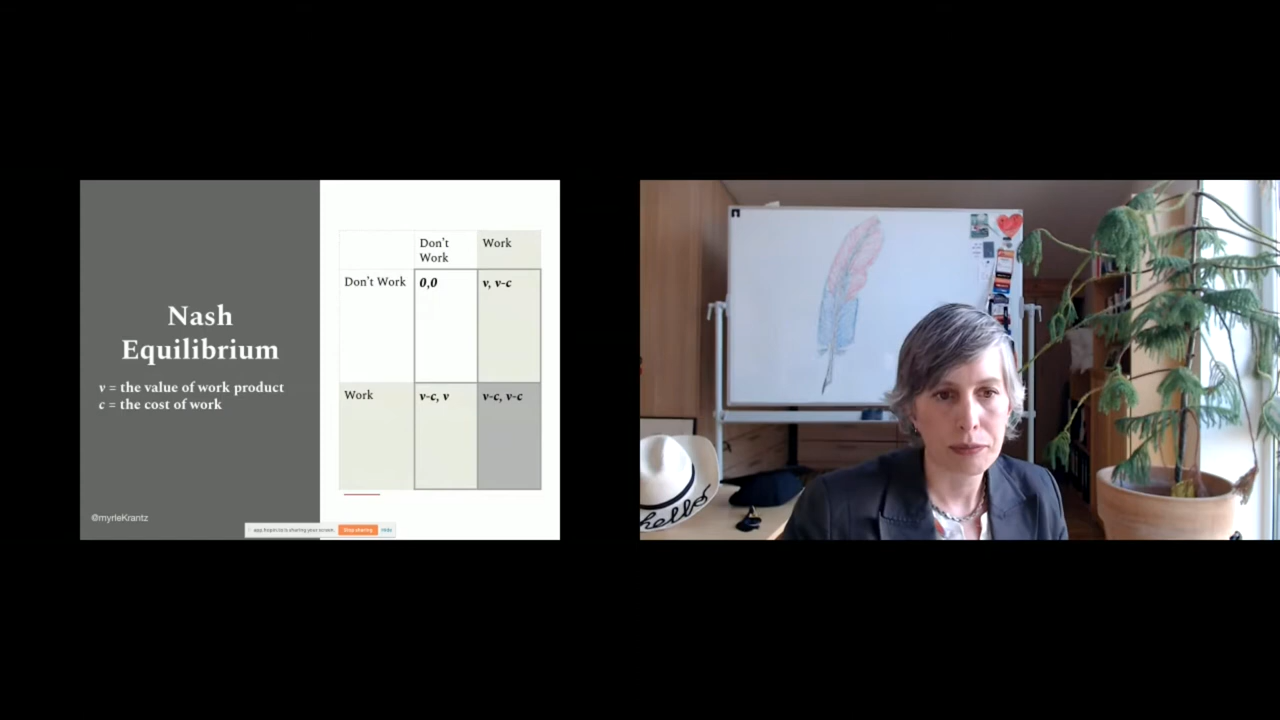 Nash
Equilibrium
v = the value of work product
c = the cost of work
@myrleKrantz
Don't
Work
Work
Don't Work
0,0
v, v-c
Work
v-c, v
v-c, v-c
Stop sharing
Hide
hello